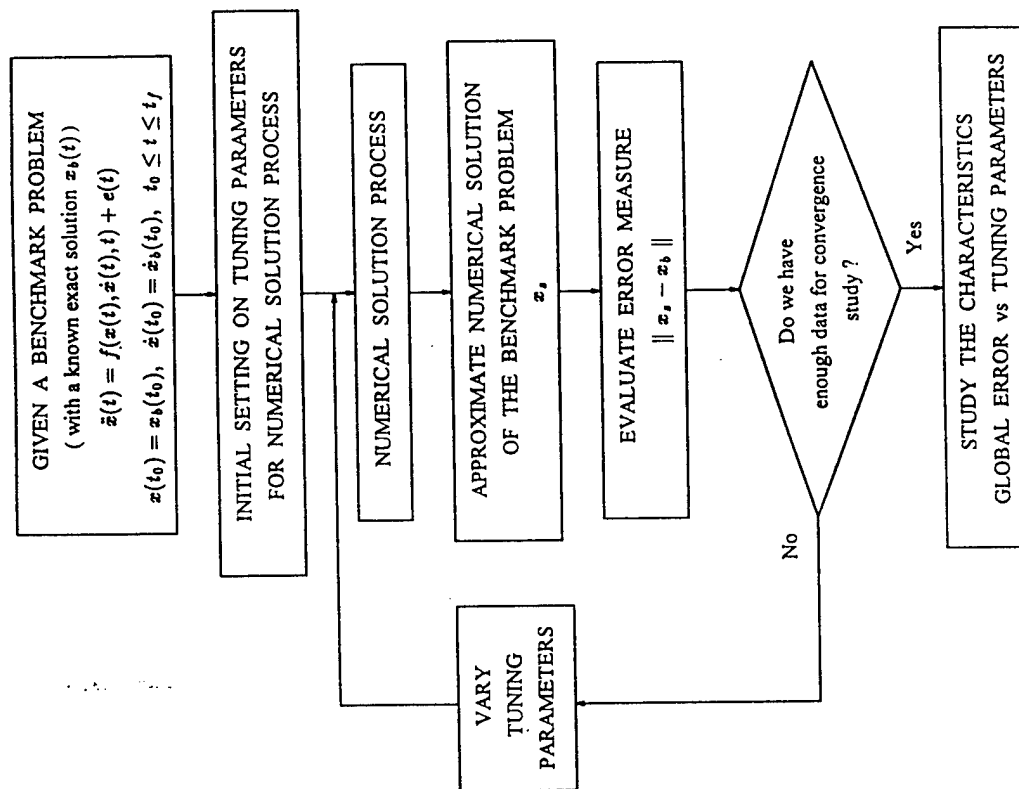 GIVEN A BENCHMARK PROBLEM
( with a known exact solution x_b(t))
ẍ(t) = f(x(t), ẋ(t), t) + e(t)
x(t_0) = x_b(t_0), ẋ(t_0) = ẋ_b(t_0), t_0 ≤ t ≤ t_f
INITIAL SETTING ON TUNING PARAMETERS
FOR NUMERICAL SOLUTION PROCESS
NUMERICAL SOLUTION PROCESS
APPROXIMATE NUMERICAL SOLUTION
OF THE BENCHMARK PROBLEM
x_s
EVALUATE ERROR MEASURE
‖ x_s − x_b ‖
Do we have
enough data for convergence
study ?
No
VARY
TUNING
PARAMETERS
Yes
STUDY THE CHARACTERISTICS
GLOBAL ERROR vs TUNING PARAMETERS